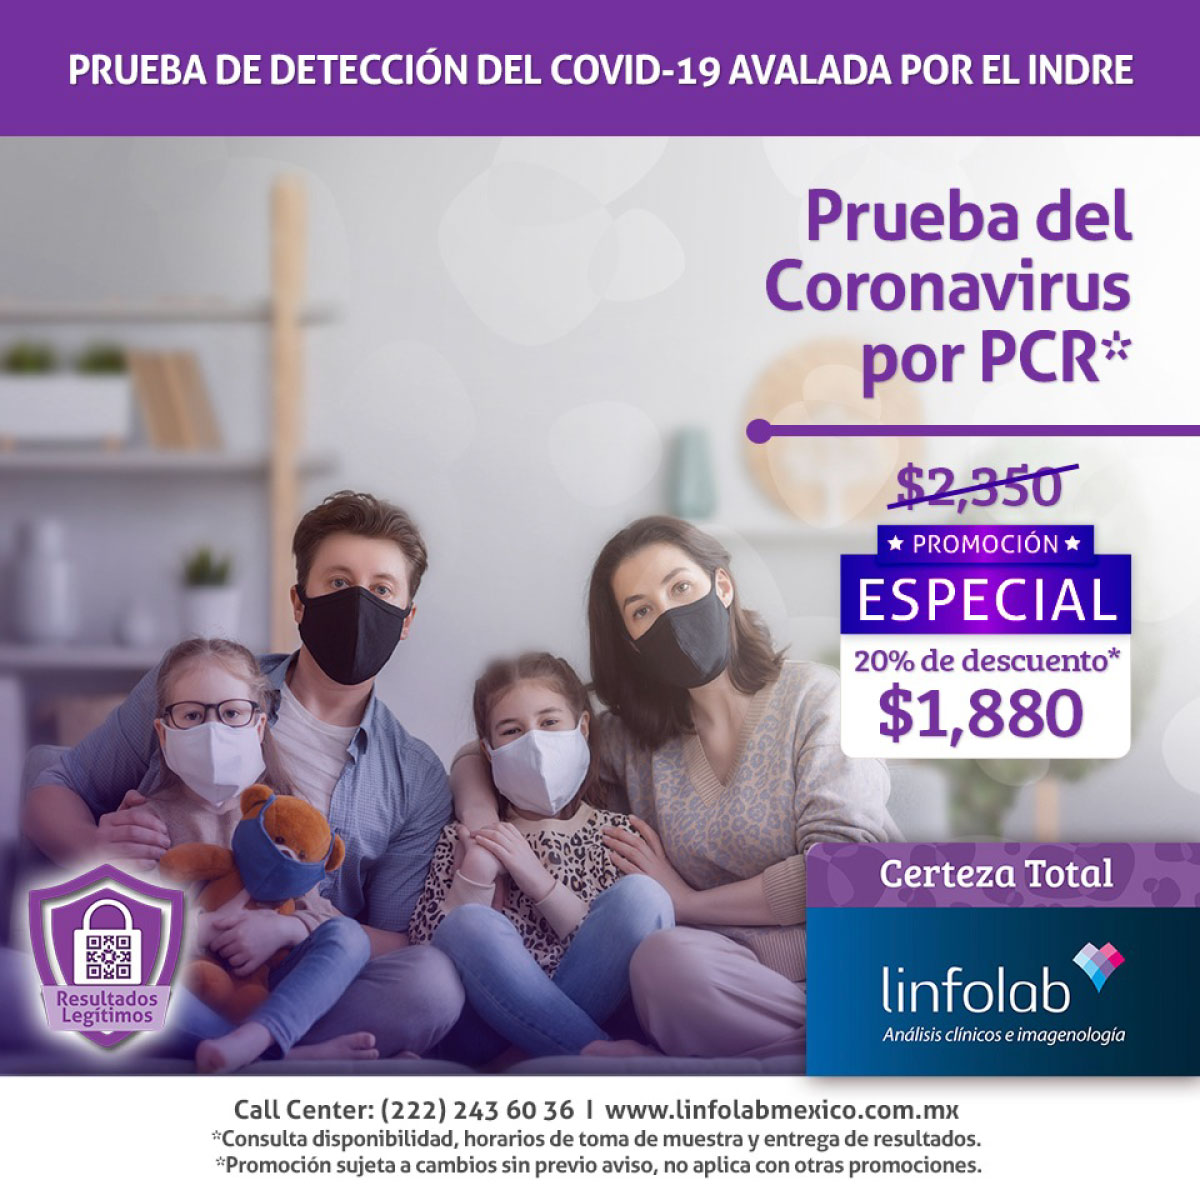 PRUEBA DE DETECCIÓN DEL COVID-19 AVALADA POR EL INDRE
Prueba del
Coronavirus
por PCR*
$2,350
PROMOCIÓN
ESPECIAL
20% de descuento*
$1,880
Certeza Total
linfolab
Análisis clínicos e imagenología
Resultados
Legítimos
Call Center: (222) 243 60 36 | www.linfolabmexico.com.mx
*Consulta disponibilidad, horarios de toma de muestra y entrega de resultados.
*Promoción sujeta a cambios sin previo aviso, no aplica con otras promociones.